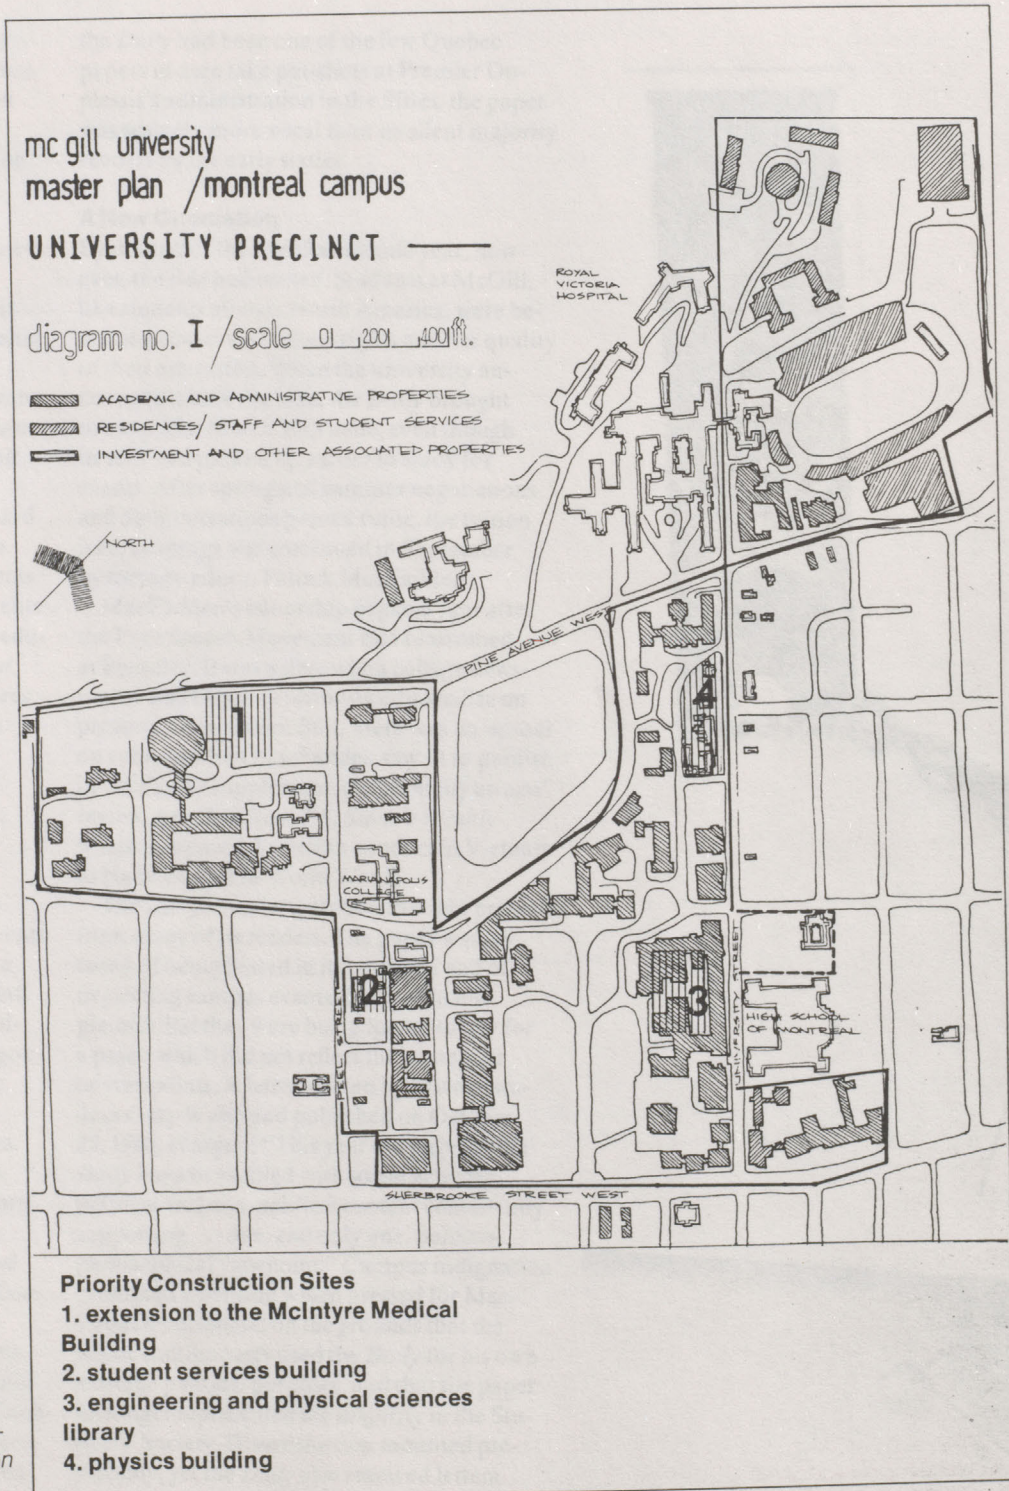 mc gill university
master plan /montreal campus
UNIVERSITY PRECINCT
diagram no. I /scale 0 200 400 ft.
ACADEMIC AND ADMINISTRATIVE PROPERTIES
RESIDENCES/ STAFF AND STUDENT SERVICES
INVESTMENT AND OTHER ASSOCIATED PROPERTIES
NORTH
ROYAL
VICTORIA
HOSPITAL
PINE AVENUE WEST
1
4
MARIANAPOLIS
COLLEGE
2
3
PEEL STREET
UNIVERSITY STREET
HIGH SCHOOL
OF MONTREAL
SHERBROOKE STREET WEST
Priority Construction Sites
1. extension to the McIntyre Medical
Building
2. student services building
3. engineering and physical sciences
library
4. physics building
n